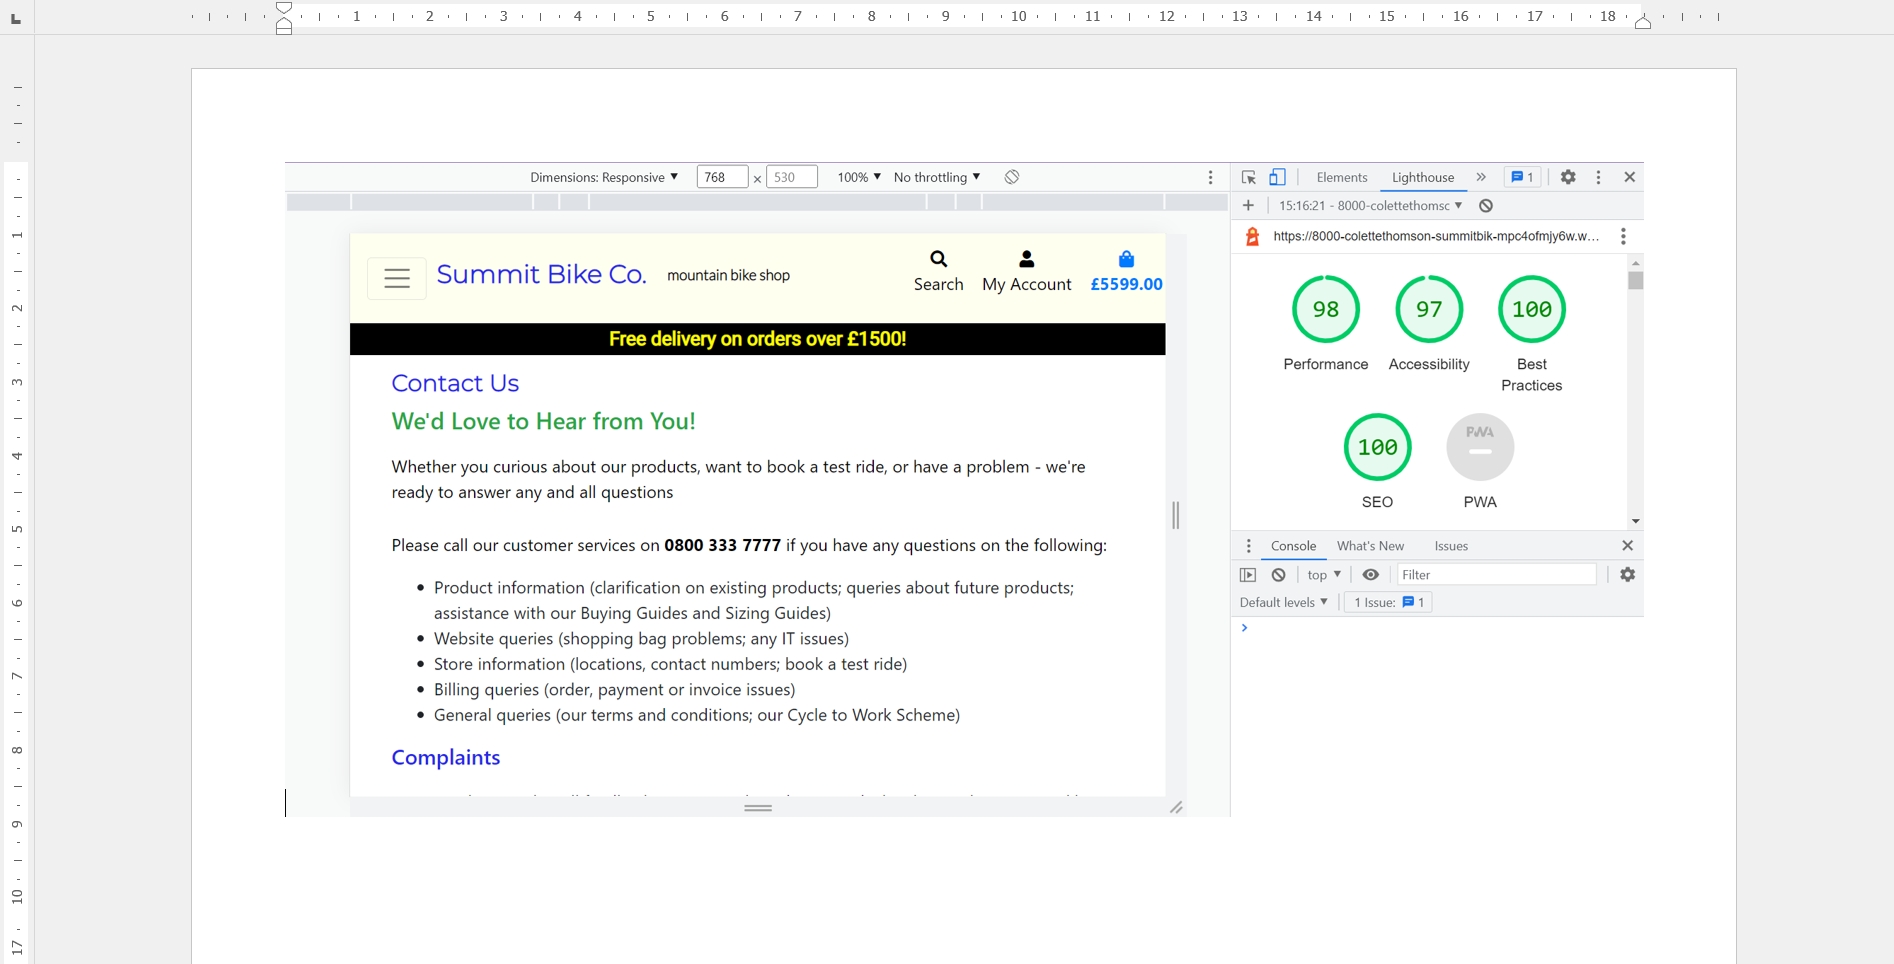 1 2 3 4 5 6 7 8 9 10 11 12 13 14 15 16 17 18
Dimensions: Responsive 768 × 530 100% No throttling
Elements Lighthouse » 1
15:16:21 - 8000-colettethomsc
https://8000-colettethomson-summitbik-mpc4ofmjy6w.w...
Summit Bike Co. mountain bike shop
Search My Account £5599.00
Free delivery on orders over £1500!
Contact Us
We'd Love to Hear from You!
Whether you curious about our products, want to book a test ride, or have a problem - we're
ready to answer any and all questions
Please call our customer services on 0800 333 7777 if you have any questions on the following:
• Product information (clarification on existing products; queries about future products;
assistance with our Buying Guides and Sizing Guides)
• Website queries (shopping bag problems; any IT issues)
• Store information (locations, contact numbers; book a test ride)
• Billing queries (order, payment or invoice issues)
• General queries (our terms and conditions; our Cycle to Work Scheme)
Complaints
98 97 100
Performance Accessibility Best
Practices
100 PWA
SEO PWA
Console What's New Issues
top Filter
Default levels 1 Issue: 1
1
2
3
4
5
6
7
8
9
10
17